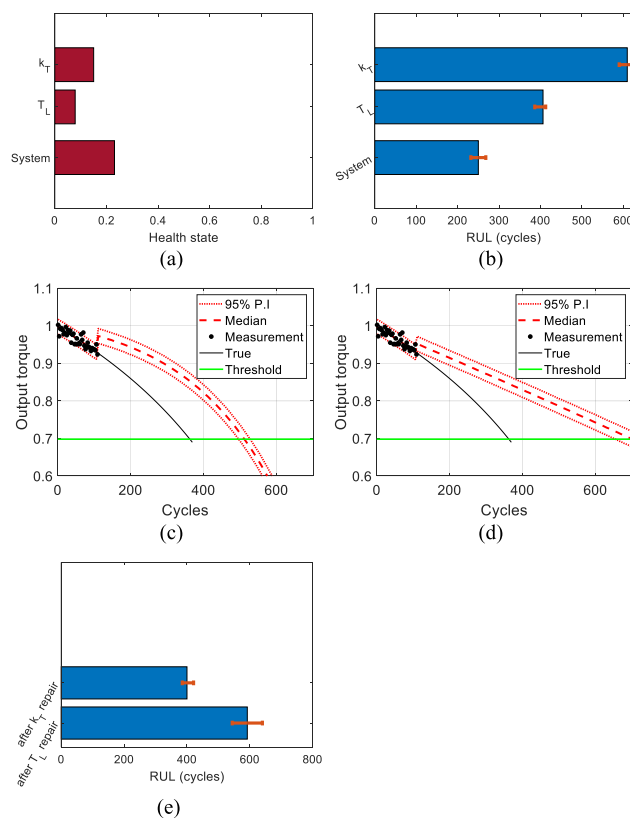 k_T
T_L
System
0 0.2 0.4 0.6 0.8 1
Health state
(a)
k_T
T_L
System
0 100 200 300 400 500 600
RUL (cycles)
(b)
1.1
1
0.9
0.8
0.7
0.6
Output torque
95% P.I
Median
Measurement
True
Threshold
0 200 400 600
Cycles
(c)
1.1
1
0.9
0.8
0.7
0.6
Output torque
95% P.I
Median
Measurement
True
Threshold
0 200 400 600
Cycles
(d)
after k_T repair
after T_L repair
0 200 400 600 800
RUL (cycles)
(e)